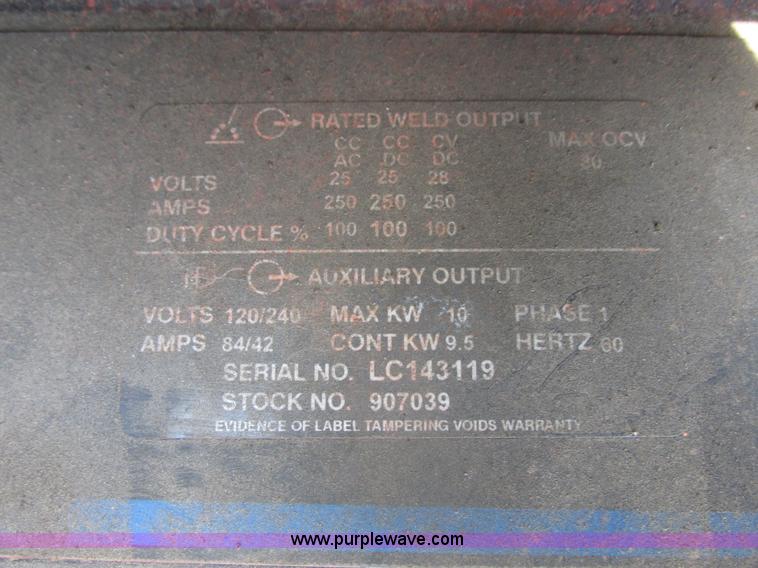 RATED WELD OUTPUT
CC CC CV MAX OCV
AC DC DC 80
VOLTS 25 25 28
AMPS 250 250 250
DUTY CYCLE % 100 100 100
AUXILIARY OUTPUT
VOLTS 120/240 MAX KW 10 PHASE 1
AMPS 84/42 CONT KW 9.5 HERTZ 60
SERIAL NO. LC143119
STOCK NO. 907039
EVIDENCE OF LABEL TAMPERING VOIDS WARRANTY
www.purplewave.com